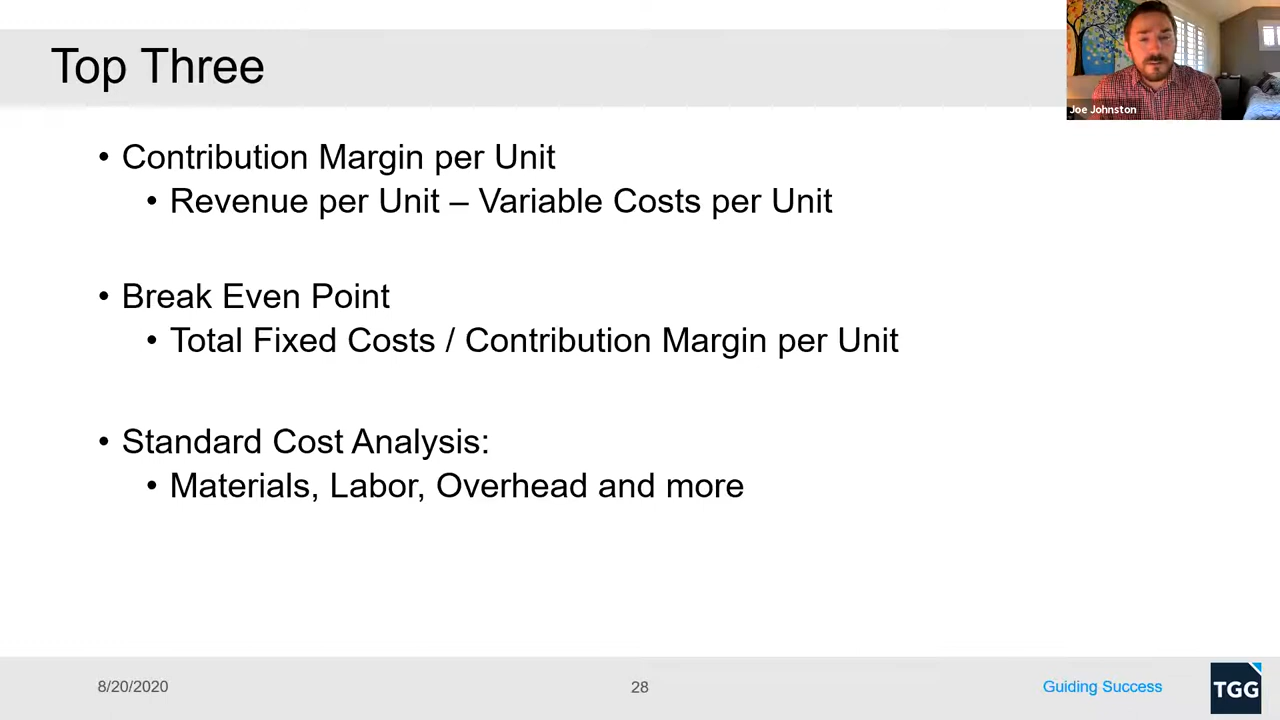 Top Three
Joe Johnston
• Contribution Margin per Unit
• Revenue per Unit – Variable Costs per Unit
• Break Even Point
• Total Fixed Costs / Contribution Margin per Unit
• Standard Cost Analysis:
• Materials, Labor, Overhead and more
8/20/2020
28
Guiding Success
TGG